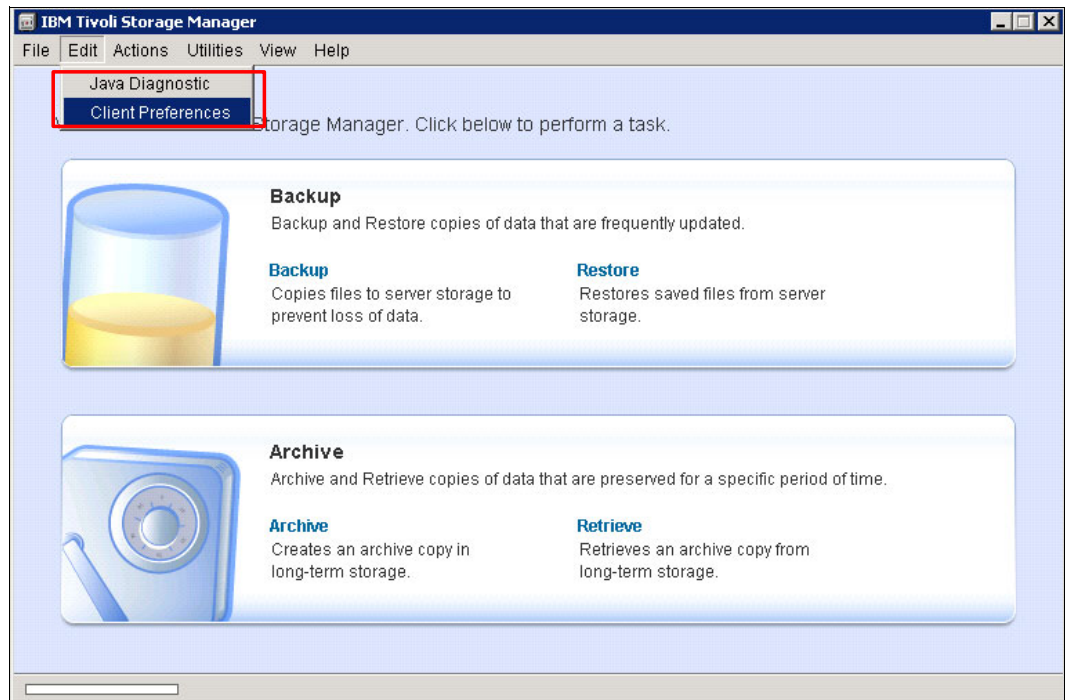 IBM Tivoli Storage Manager
File Edit Actions Utilities View Help
Java Diagnostic
Client Preferences
Storage Manager. Click below to perform a task.
Backup
Backup and Restore copies of data that are frequently updated.
Backup
Copies files to server storage to
prevent loss of data.
Restore
Restores saved files from server
storage.
Archive
Archive and Retrieve copies of data that are preserved for a specific period of time.
Archive
Creates an archive copy in
long-term storage.
Retrieve
Retrieves an archive copy from
long-term storage.